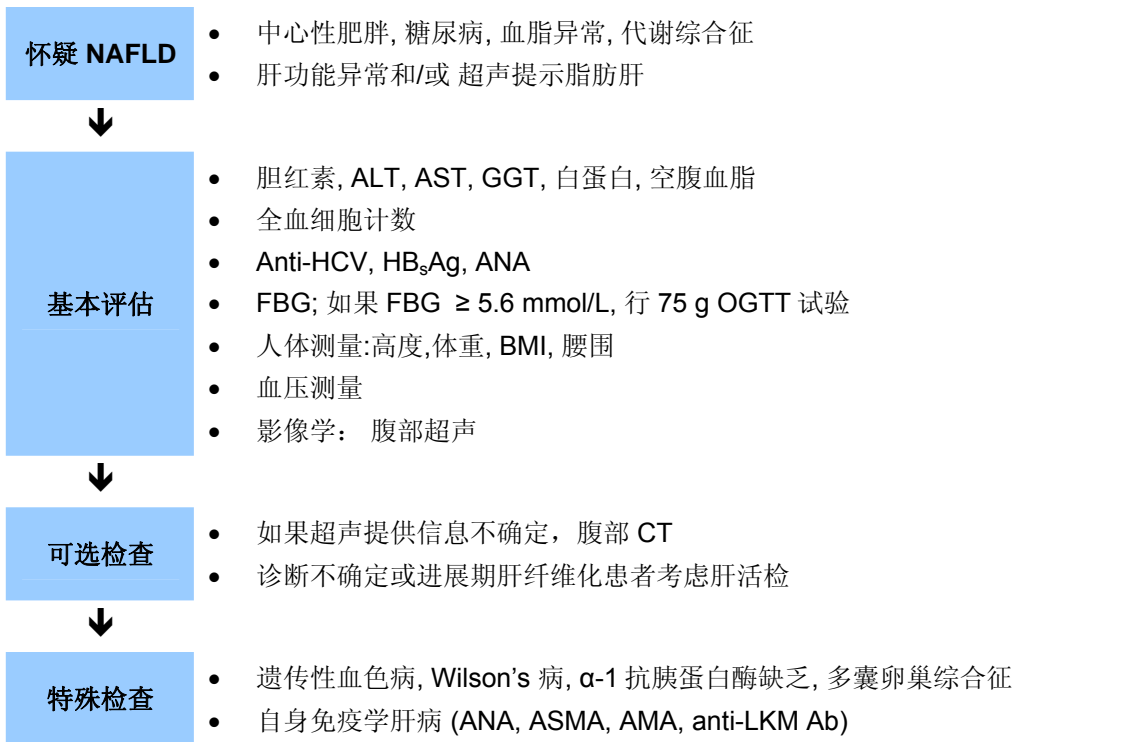 怀疑 NAFLD
• 中心性肥胖, 糖尿病, 血脂异常, 代谢综合征
• 肝功能异常和/或 超声提示脂肪肝
基本评估
• 胆红素, ALT, AST, GGT, 白蛋白, 空腹血脂
• 全血细胞计数
• Anti-HCV, HBsAg, ANA
• FBG; 如果 FBG ≥ 5.6 mmol/L, 行 75 g OGTT 试验
• 人体测量:高度,体重, BMI, 腰围
• 血压测量
• 影像学： 腹部超声
可选检查
• 如果超声提供信息不确定，腹部 CT
• 诊断不确定或进展期肝纤维化患者考虑肝活检
特殊检查
• 遗传性血色病, Wilson's 病, α-1 抗胰蛋白酶缺乏, 多囊卵巢综合征
• 自身免疫学肝病 (ANA, ASMA, AMA, anti-LKM Ab)